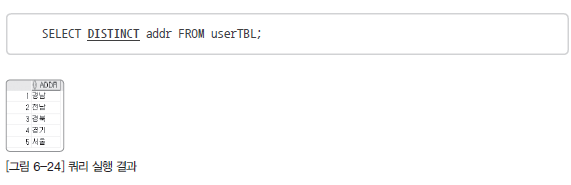 SELECT DISTINCT addr FROM userTBL;
ADDR
1 경남
2 전남
3 경북
4 경기
5 서울
[그림 6-24] 쿼리 실행 결과